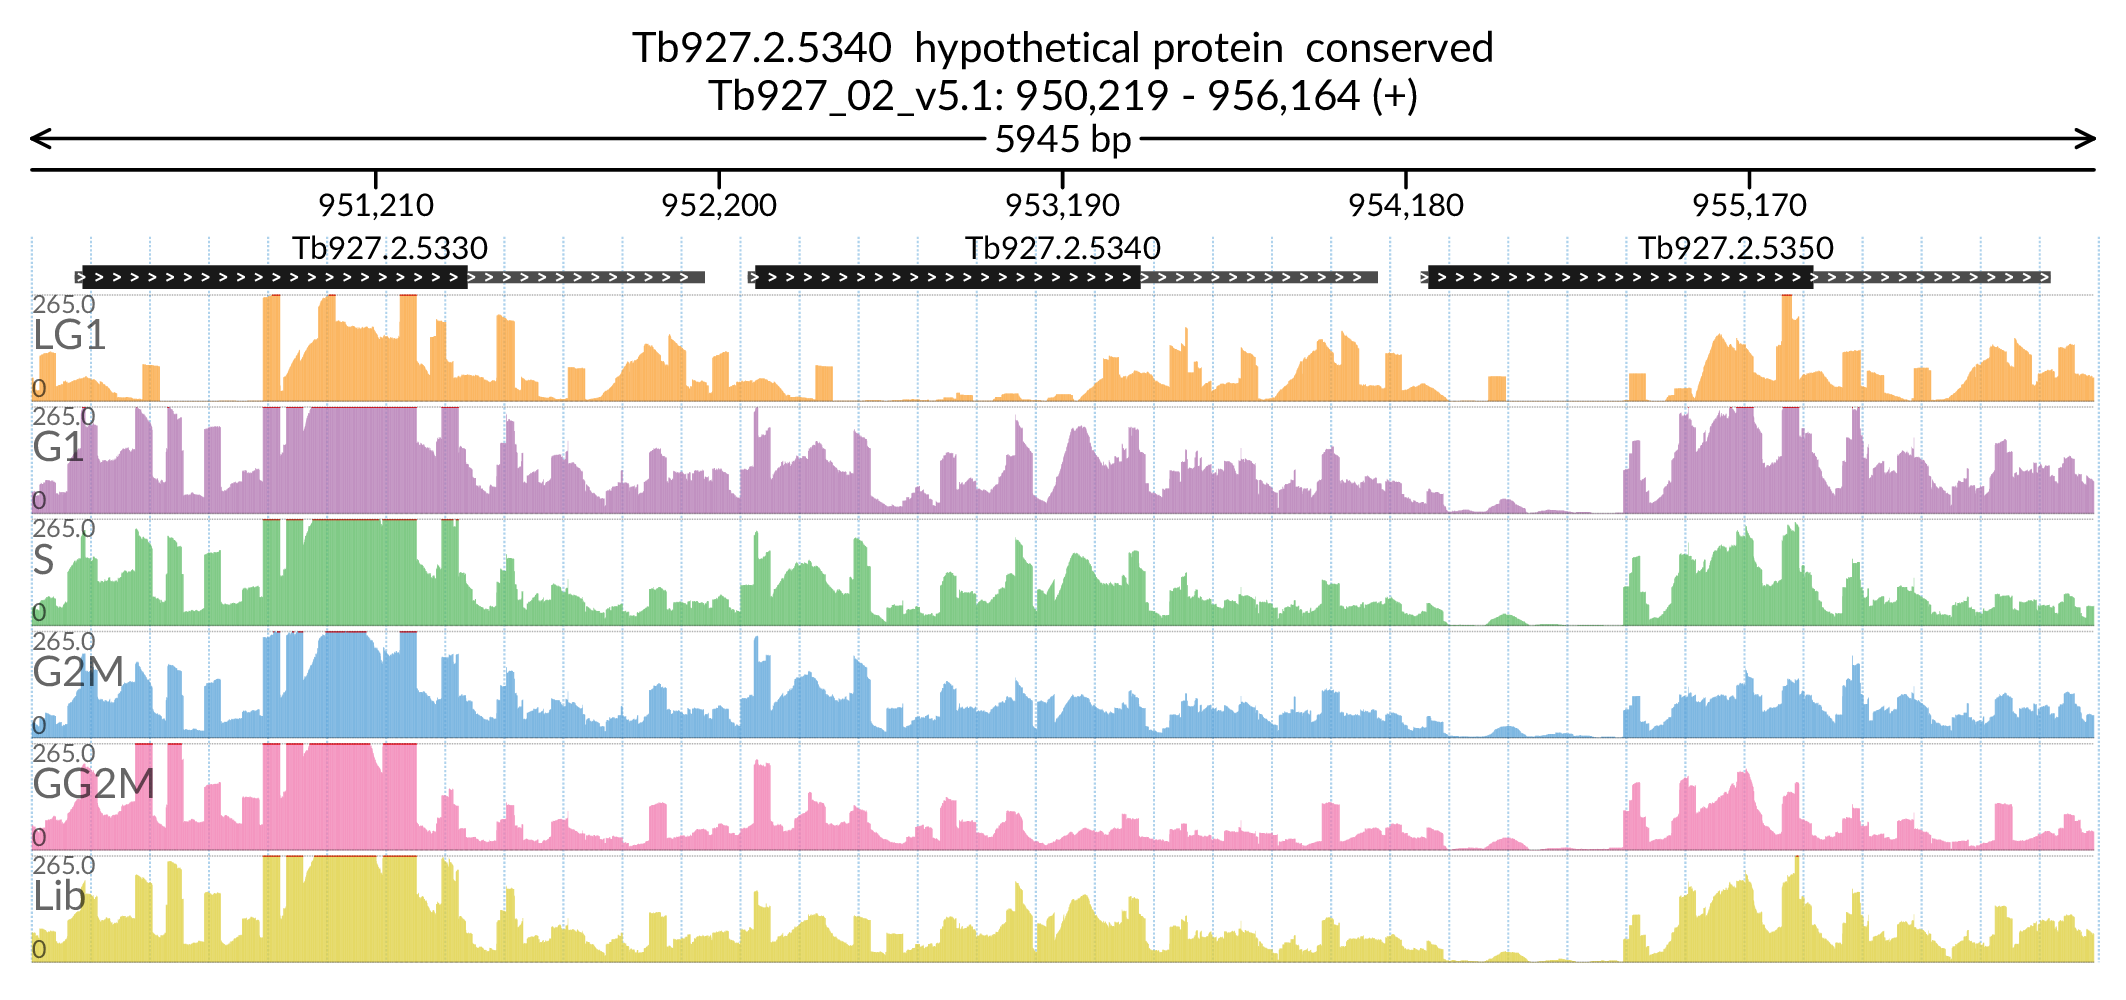 Tb927.2.5340 hypothetical protein conserved
Tb927_02_v5.1: 950,219 - 956,164 (+)
5945 bp
951,210 952,200 953,190 954,180 955,170
Tb927.2.5330 Tb927.2.5340 Tb927.2.5350
265.0
LG1
0
265.0
G1
0
265.0
S
0
265.0
G2M
0
265.0
GG2M
0
265.0
Lib
0